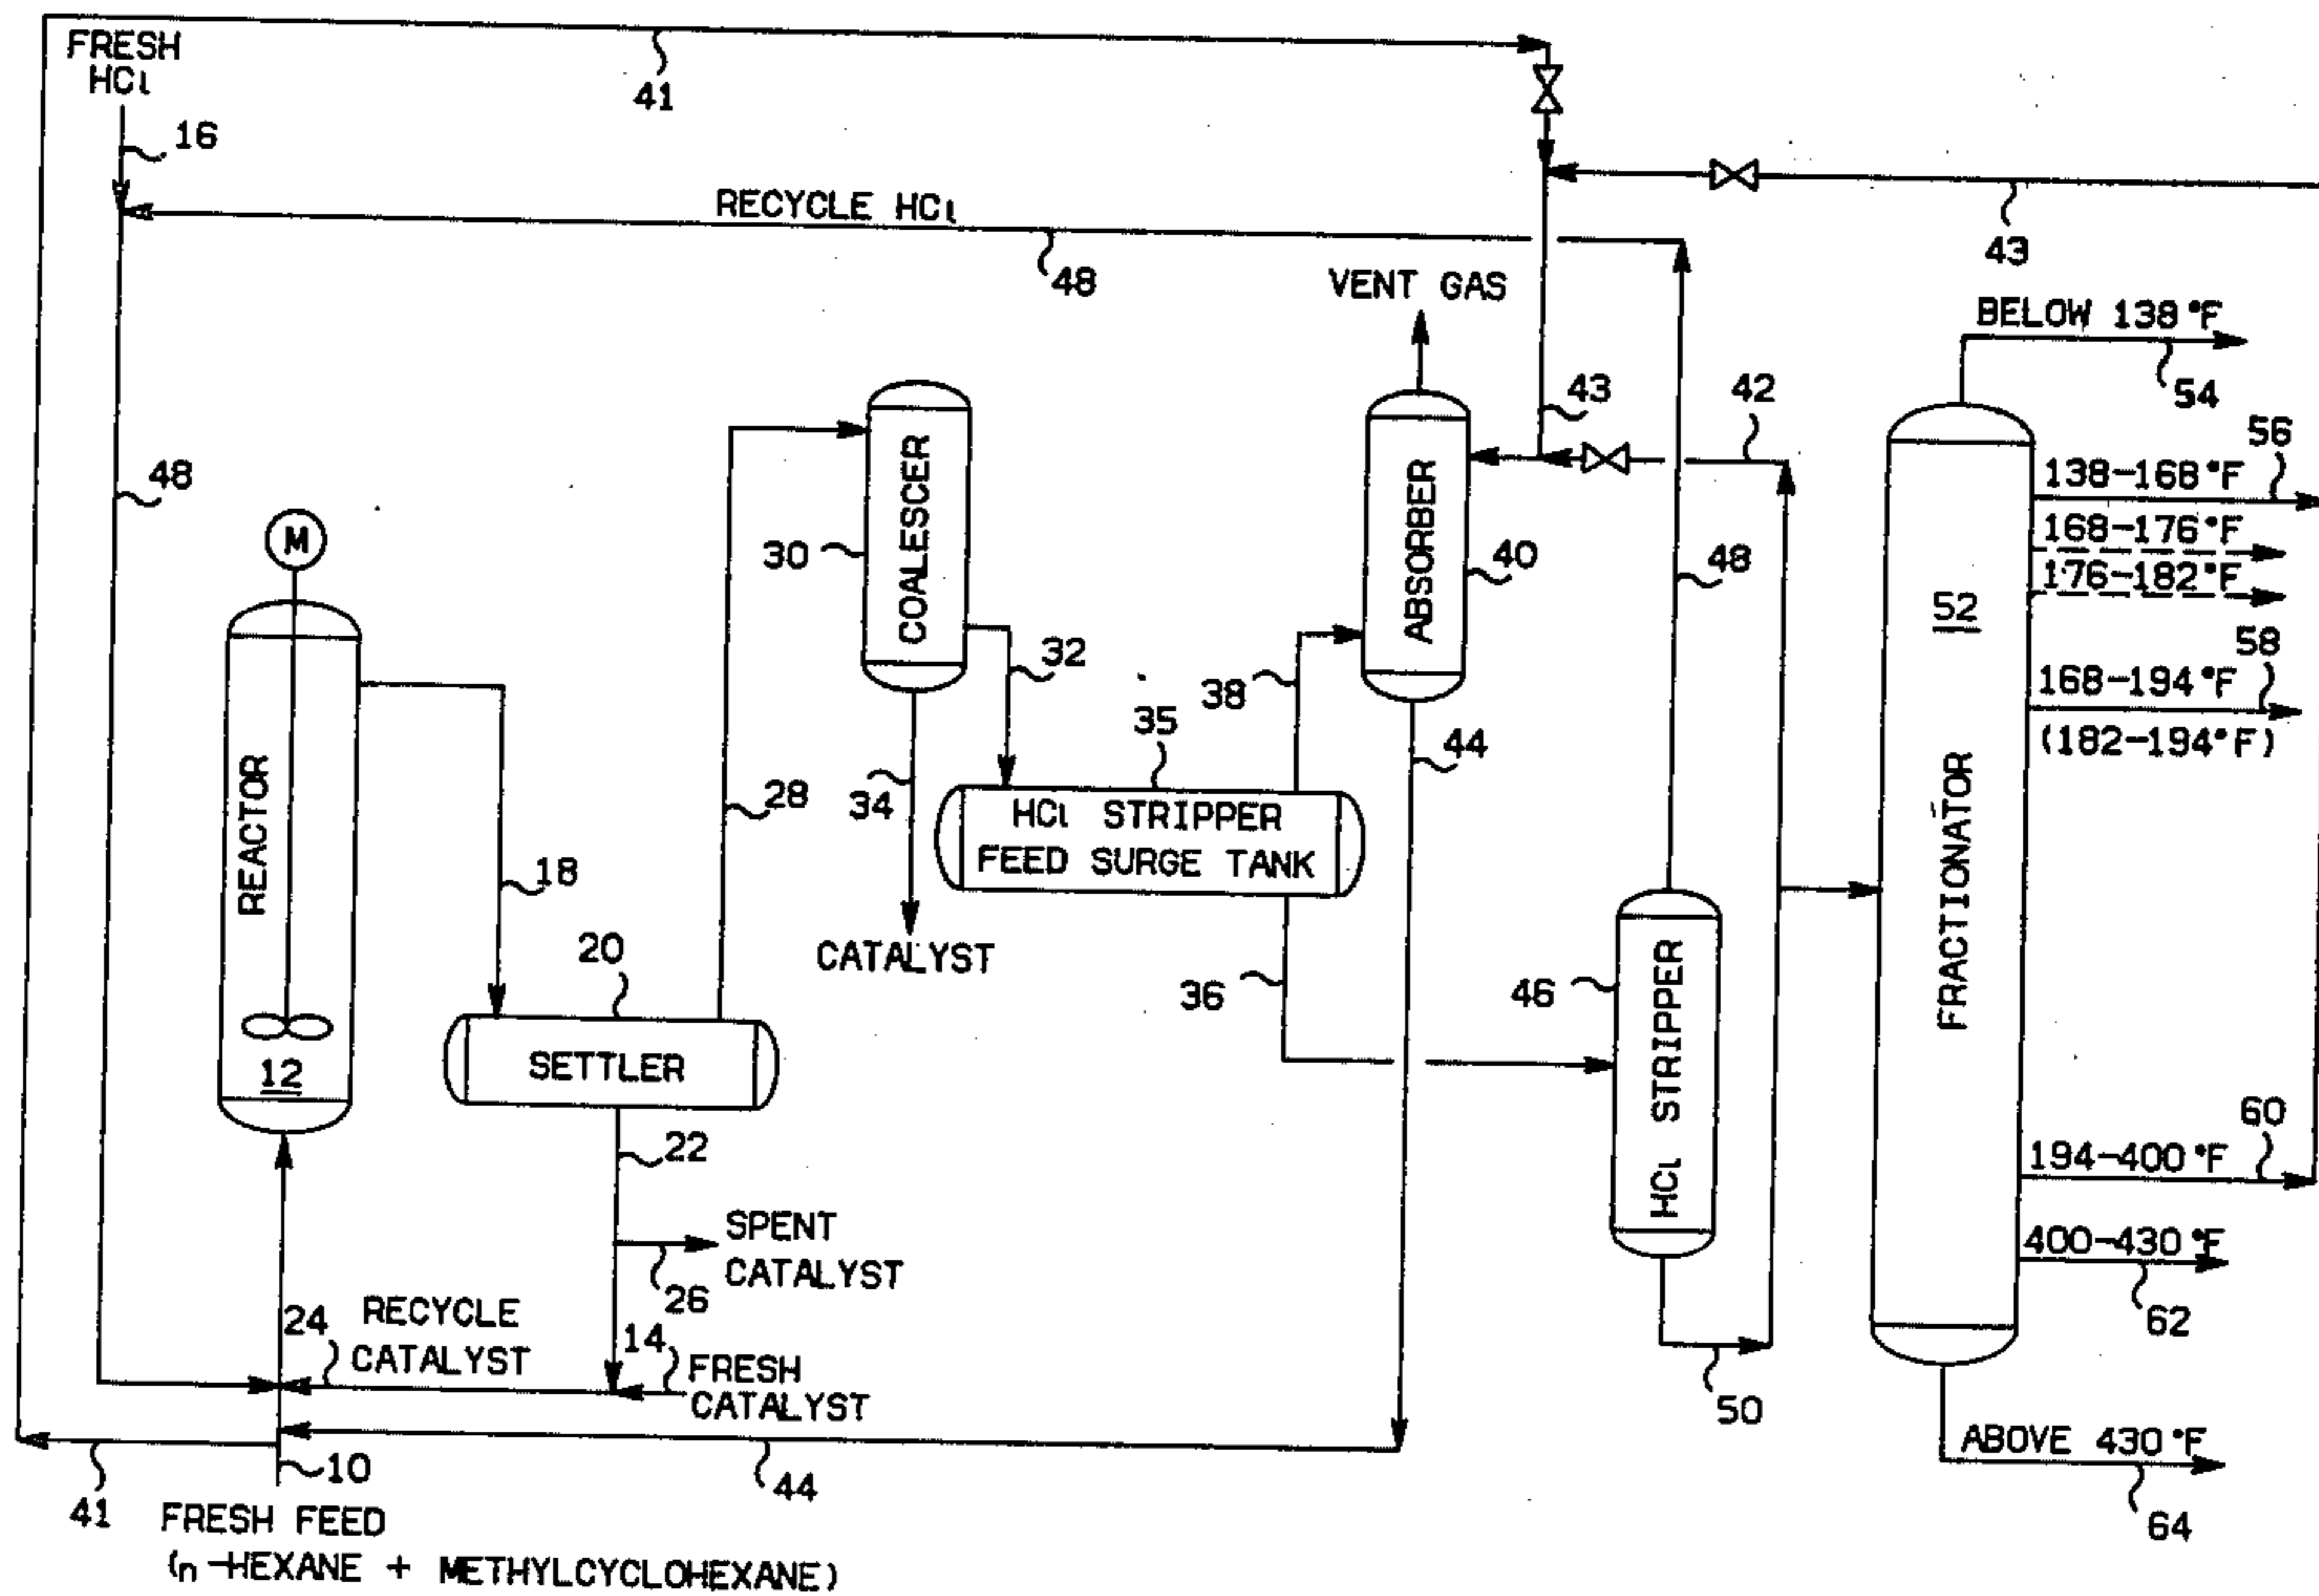 FRESH
HCl
41
16
RECYCLE HCl
48
43
VENT GAS
BELOW 138°F
54
43
42
56
138-168°F
168-176°F
176-182°F
58
168-194°F
(182-194°F)
48
M
30
COALESCER
ABSORBER
40
48
52
32
38
35
44
REACTOR
28
34
HCl STRIPPER
FEED SURGE TANK
18
FRACTIONATOR
20
CATALYST
36
46
HCl STRIPPER
SETTLER
12
22
60
194-400°F
SPENT
CATALYST
26
400-430°F
62
24
RECYCLE
CATALYST
14
FRESH
CATALYST
50
ABOVE 430°F
64
41
10
44
FRESH FEED
(n-HEXANE + METHYLCYCLOHEXANE)